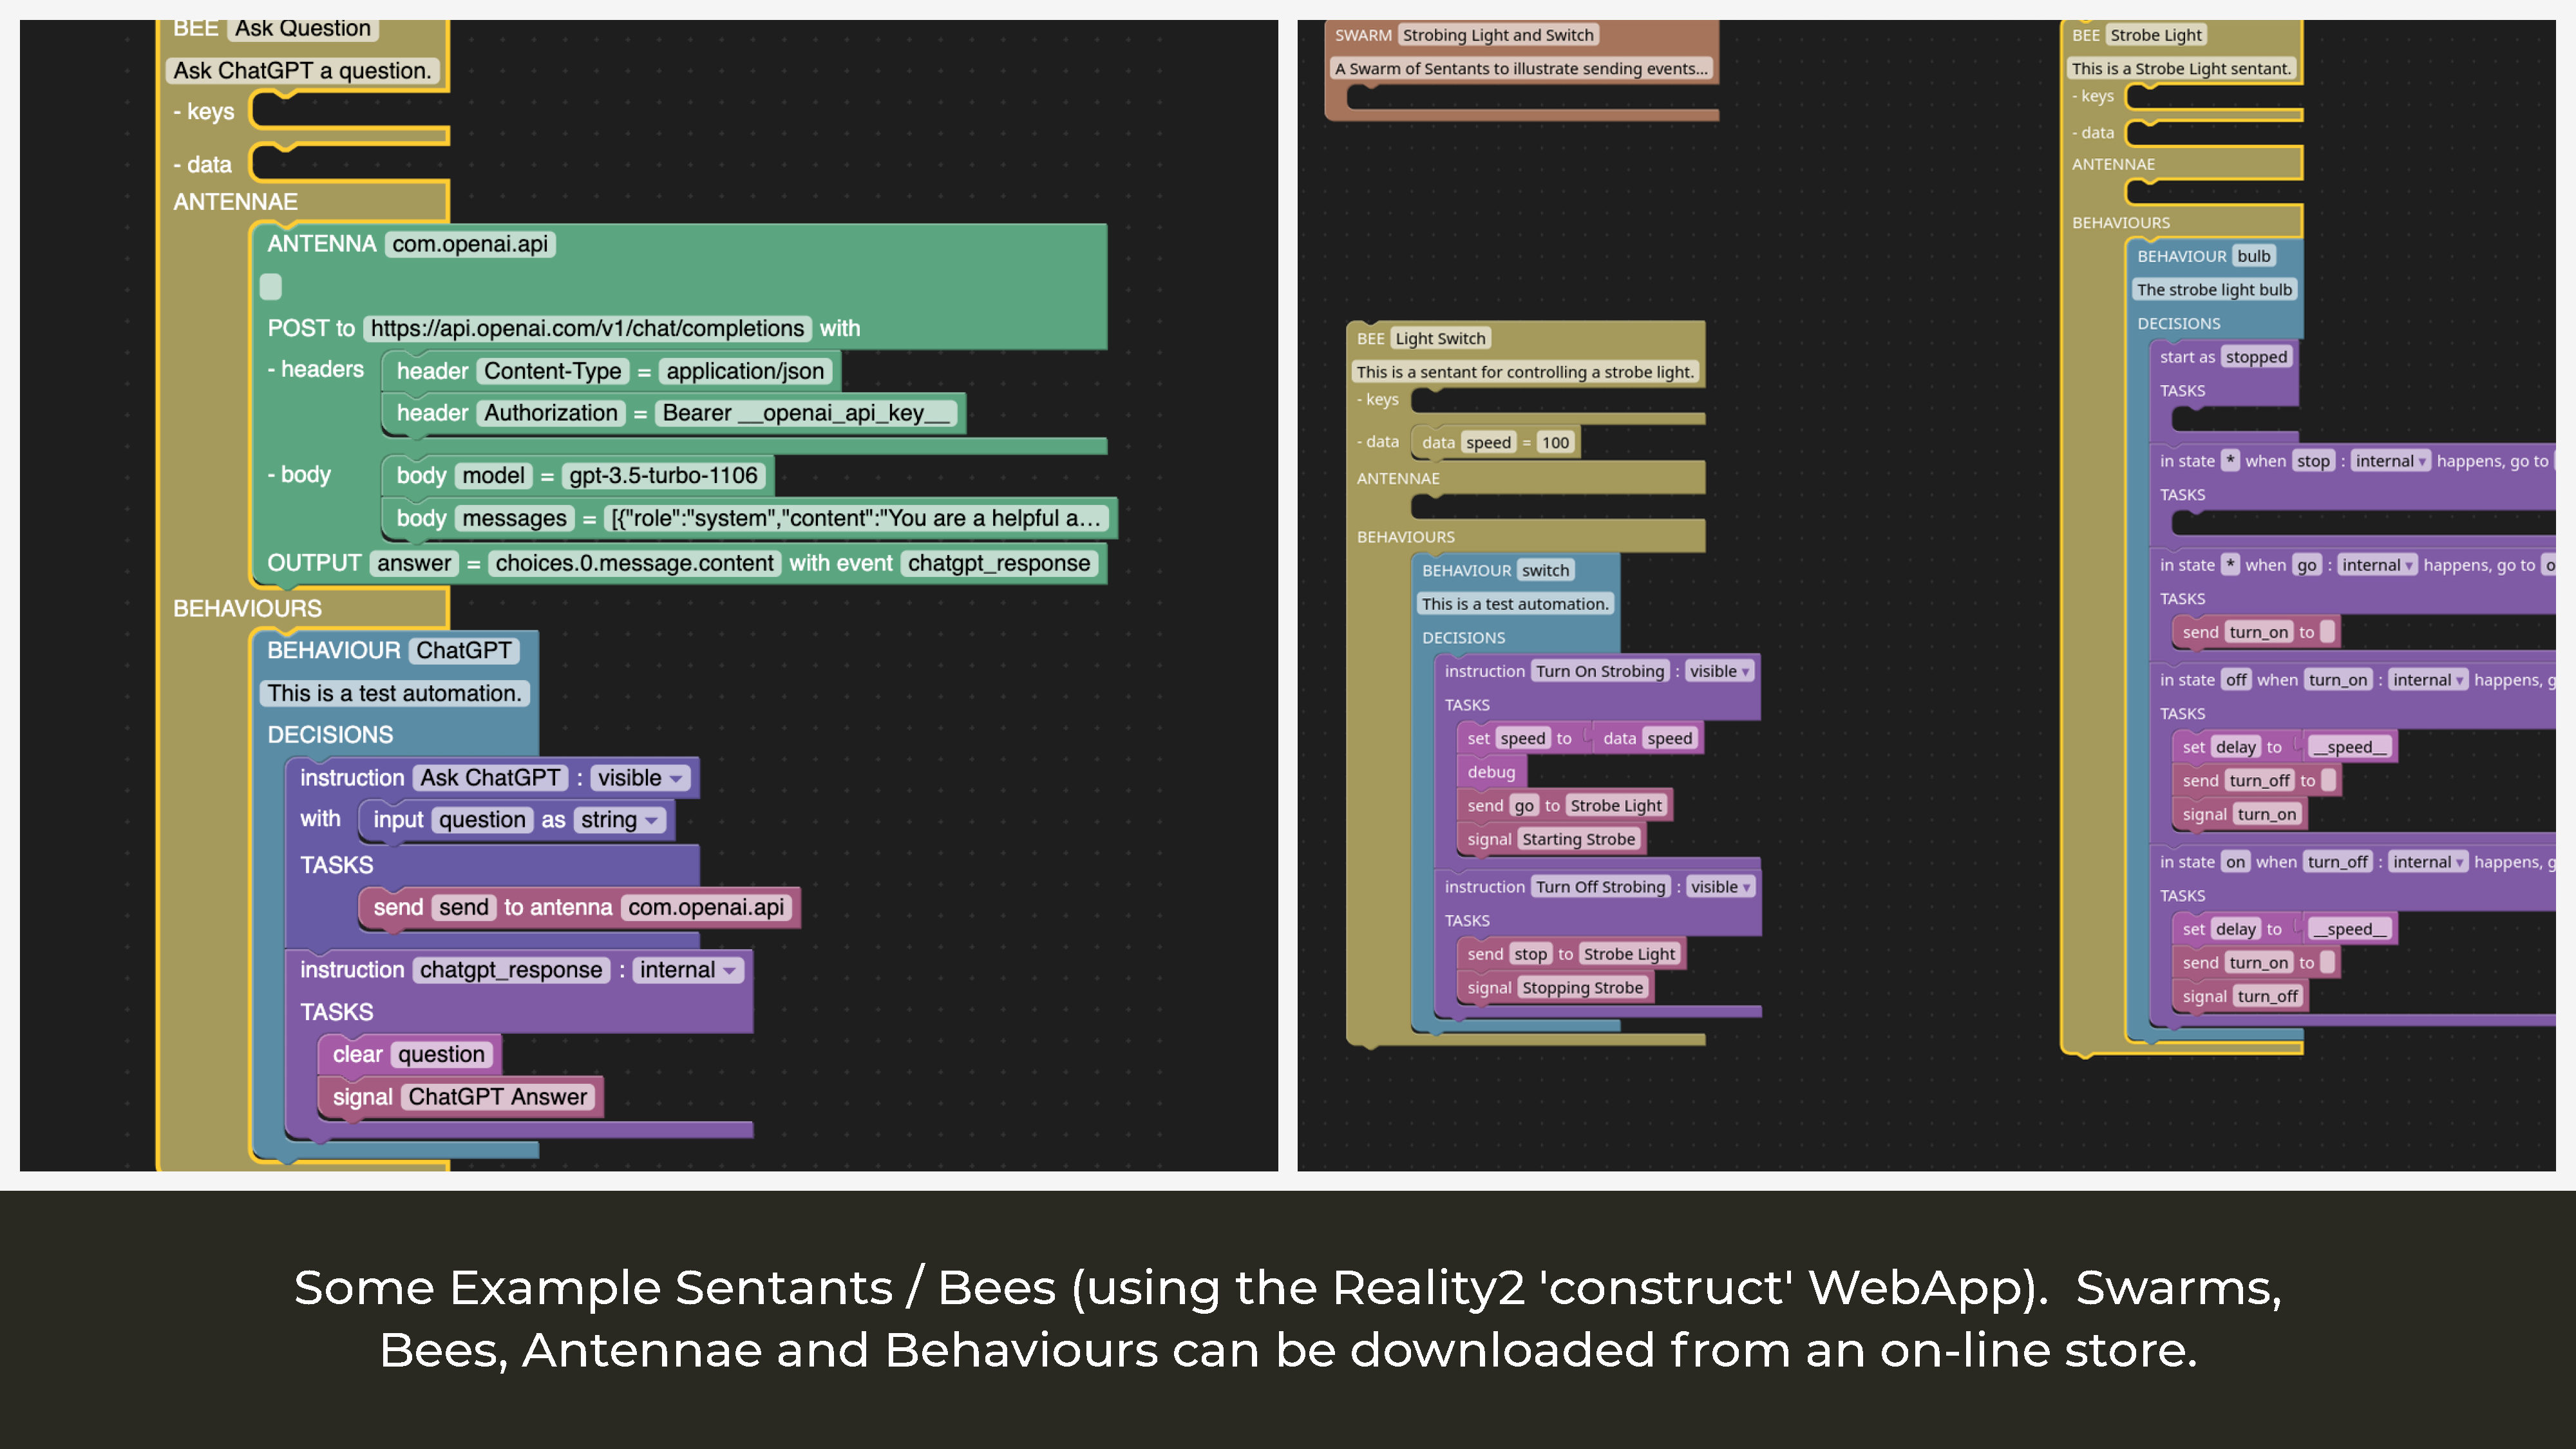 BEE Ask Question
Ask ChatGPT a question.
- keys
- data
ANTENNAE
ANTENNA com.openai.api
POST to https://api.openai.com/v1/chat/completions with
- headers header Content-Type = application/json
header Authorization = Bearer __openai_api_key__
- body body model = gpt-3.5-turbo-1106
body messages = [{"role":"system","content":"You are a helpful a...
OUTPUT answer = choices.0.message.content with event chatgpt_response
BEHAVIOURS
BEHAVIOUR ChatGPT
This is a test automation.
DECISIONS
instruction Ask ChatGPT : visible
with input question as string
TASKS
send send to antenna com.openai.api
instruction chatgpt_response : internal
TASKS
clear question
signal ChatGPT Answer
SWARM Strobing Light and Switch
A Swarm of Sentants to illustrate sending events...
BEE Light Switch
This is a sentant for controlling a strobe light.
- keys
- data data speed = 100
ANTENNAE
BEHAVIOURS
BEHAVIOUR switch
This is a test automation.
DECISIONS
instruction Turn On Strobing : visible
TASKS
set speed to data speed
debug
send go to Strobe Light
signal Starting Strobe
instruction Turn Off Strobing : visible
TASKS
send stop to Strobe Light
signal Stopping Strobe
BEE Strobe Light
This is a Strobe Light sentant.
- keys
- data
ANTENNAE
BEHAVIOURS
BEHAVIOUR bulb
The strobe light bulb
DECISIONS
start as stopped
TASKS
in state * when stop : internal happens, go to
TASKS
in state * when go : internal happens, go to o
TASKS
send turn_on to
in state off when turn_on : internal happens, g
TASKS
set delay to __speed__
send turn_off to
signal turn_on
in state on when turn_off : internal happens, g
TASKS
set delay to __speed__
send turn_on to
signal turn_off
Some Example Sentants / Bees (using the Reality2 'construct' WebApp). Swarms,
Bees, Antennae and Behaviours can be downloaded from an on-line store.